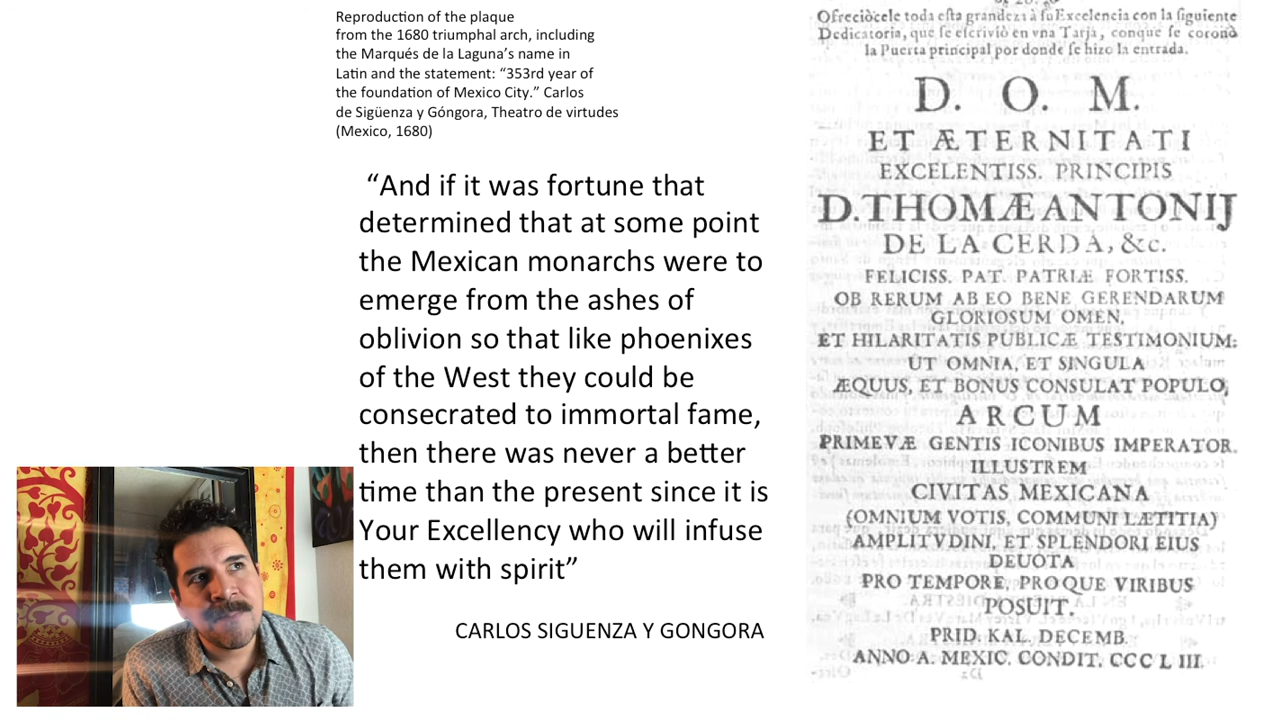 Reproduction of the plaque
from the 1680 triumphal arch, including
the Marqués de la Laguna’s name in
Latin and the statement: “353rd year of
the foundation of Mexico City.” Carlos
de Sigüenza y Góngora, Theatro de virtudes
(Mexico, 1680)
“And if it was fortune that
determined that at some point
the Mexican monarchs were to
emerge from the ashes of
oblivion so that like phoenixes
of the West they could be
consecrated to immortal fame,
then there was never a better
time than the present since it is
Your Excellency who will infuse
them with spirit”
CARLOS SIGUENZA Y GONGORA
Ofreciòcele toda eſta grandeza à ſu Excelencia con la ſiguiente
Dedicatoria, que ſe eſcriviò en vna Tarja, conque ſe coronò
la Puerta principal por donde ſe hizo la entrada.
D. O. M.
ET ÆTERNITATI
EXCELENTISS. PRINCIPIS
D. THOMÆ ANTONIJ
DE LA CERDA, &c.
FELICISS. PAT. PATRIÆ FORTISS.
OB RERUM AB EO BENE GERENDARUM
GLORIOSUM OMEN,
ET HILARITATIS PUBLICÆ TESTIMONIUM:
UT OMNIA, ET SINGULA
ÆQUUS, ET BONUS CONSULAT POPULO,
ARCUM
PRIMEVÆ GENTIS ICONIBUS IMPERATOR.
ILLUSTREM
CIVITAS MEXICANA
(OMNIUM VOTIS, COMMUNI LÆTITIA)
AMPLITVDINI, ET SPLENDORI EIUS
DEUOTA
PRO TEMPORE, PROQUE VIRIBUS
POSUIT.
PRID. KAL. DECEMB.
ANNO A. MEXIC. CONDIT. CCC L III.